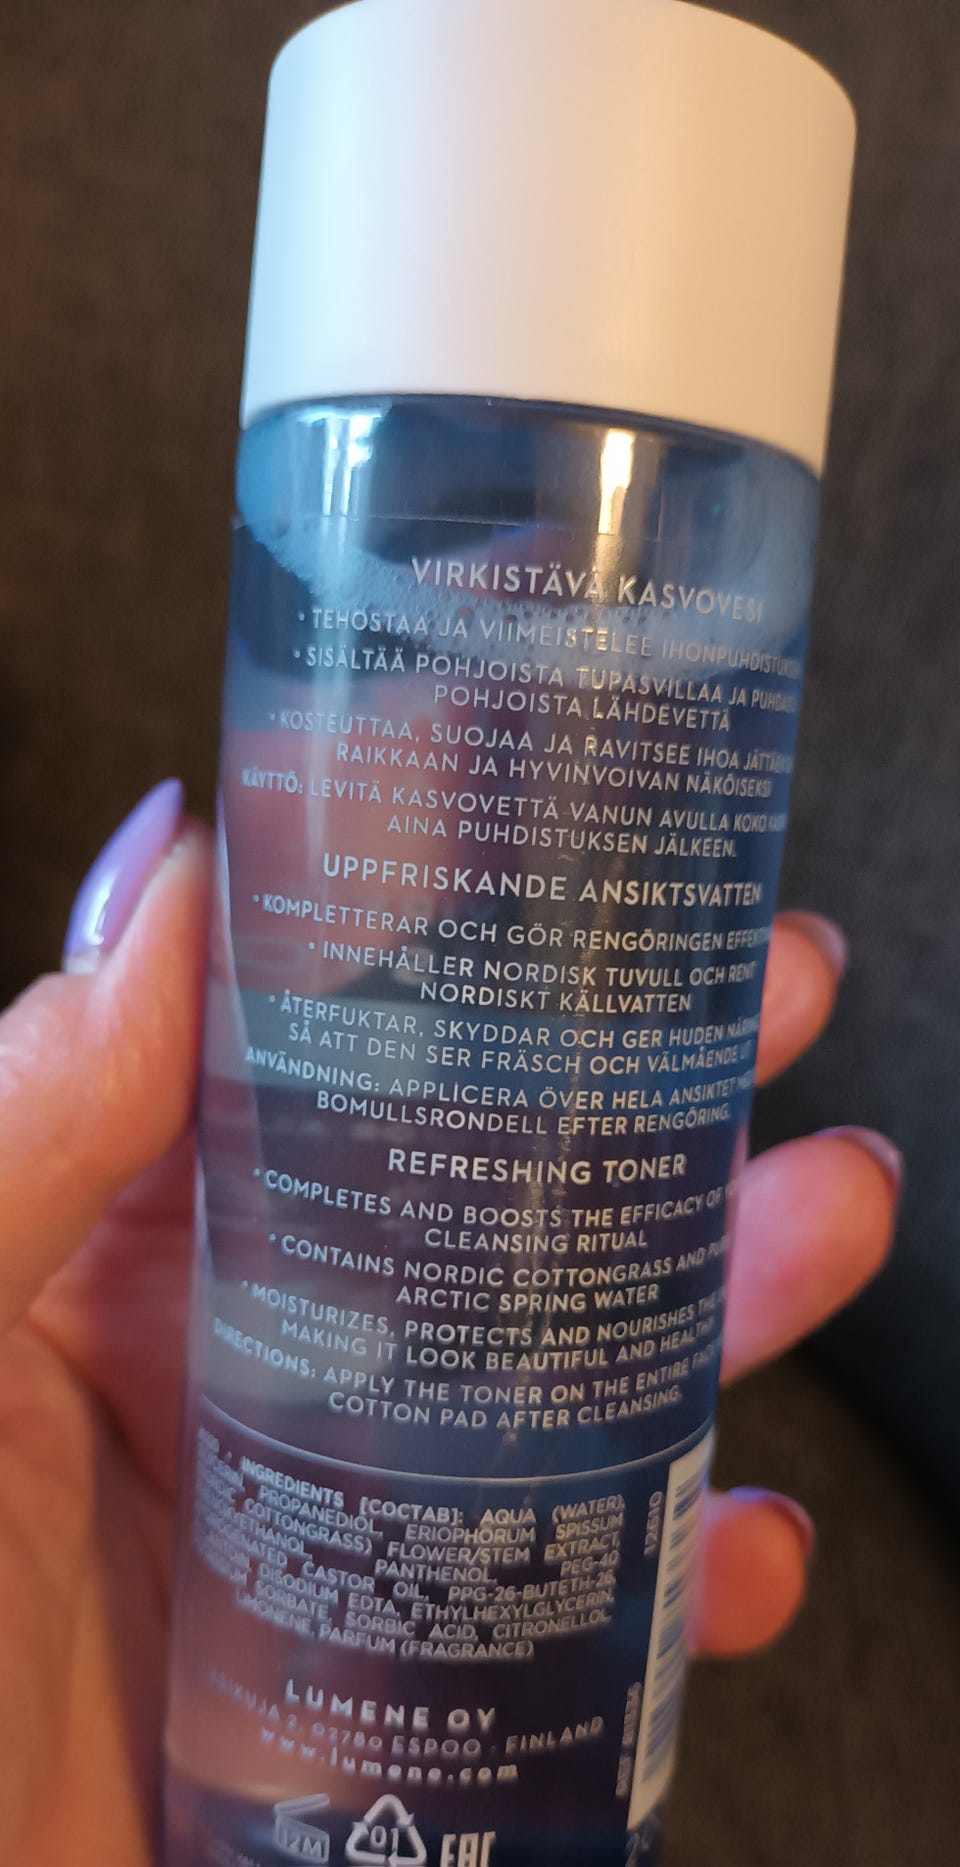 VIRKISTÄVÄ KASVOVESI
• TEHOSTAA JA VIIMEISTELEE
• SISÄLTÄÄ POHJOISTA TUPASVILLAA JA
POHJOISTA LÄHDEVETTÄ
• KOSTEUTTAA, SUOJAA JA RAVITSEE IHOA
RAIKKAAN JA HYVINVOIVAN NÄKÖISEKSI
KÄYTTÖ: LEVITÄ KASVOVETTÄ VANUN AVULLA KOKO
AINA PUHDISTUKSEN JÄLKEEN.
UPPFRISKANDE ANSIKTSVATTEN
• KOMPLETTERAR OCH GÖR RENGÖRINGEN
• INNEHÅLLER NORDISK TUVULL OCH RENT
NORDISKT KÄLLVATTEN
• ÅTERFUKTAR, SKYDDAR OCH GER HUDEN
SÅ ATT DEN SER FRÄSCH OCH VÄLMÅENDE UT
ANVÄNDNING: APPLICERA ÖVER HELA ANSIKTET
BOMULLSRONDELL EFTER RENGÖRING.
REFRESHING TONER
• COMPLETES AND BOOSTS THE EFFICACY OF
CLEANSING RITUAL
• CONTAINS NORDIC COTTONGRASS AND PURE
ARCTIC SPRING WATER
• MOISTURIZES, PROTECTS AND NOURISHES THE
MAKING IT LOOK BEAUTIFUL AND HEALTHY
DIRECTIONS: APPLY THE TONER ON THE ENTIRE FACE
COTTON PAD AFTER CLEANSING.
INGREDIENTS [СОСТАВ]: AQUA (WATER),
PROPANEDIOL, ERIOPHORUM SPISSUM
COTTONGRASS) FLOWER/STEM EXTRACT,
PANTHENOL, PEG-40
CASTOR OIL, PPG-26-BUTETH-26,
DISODIUM EDTA, ETHYLHEXYLGLYCERIN,
SORBATE, SORBIC ACID, CITRONELLOL,
LIMONENE, PARFUM (FRAGRANCE)
LUMENE OY
2, 02780 ESPOO • FINLAND
www.lumene.com
12610
12M
01
EAC